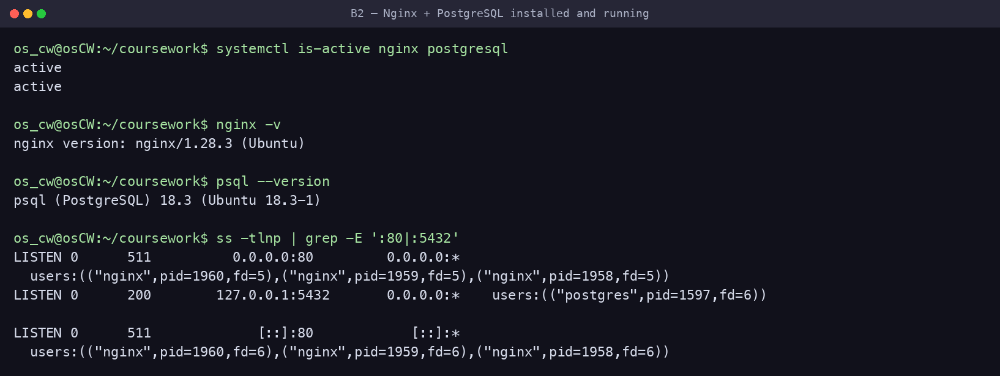 B2 — Nginx + PostgreSQL installed and running
os_cw@osCW:~/coursework$ systemctl is-active nginx postgresql
active
active
os_cw@osCW:~/coursework$ nginx -v
nginx version: nginx/1.28.3 (Ubuntu)
os_cw@osCW:~/coursework$ psql --version
psql (PostgreSQL) 18.3 (Ubuntu 18.3-1)
os_cw@osCW:~/coursework$ ss -tlnp | grep -E ':80|:5432'
LISTEN 0      511          0.0.0.0:80         0.0.0.0:*
  users:(("nginx",pid=1960,fd=5),("nginx",pid=1959,fd=5),("nginx",pid=1958,fd=5))
LISTEN 0      200        127.0.0.1:5432       0.0.0.0:*    users:(("postgres",pid=1597,fd=6))
LISTEN 0      511             [::]:80            [::]:*
  users:(("nginx",pid=1960,fd=6),("nginx",pid=1959,fd=6),("nginx",pid=1958,fd=6))